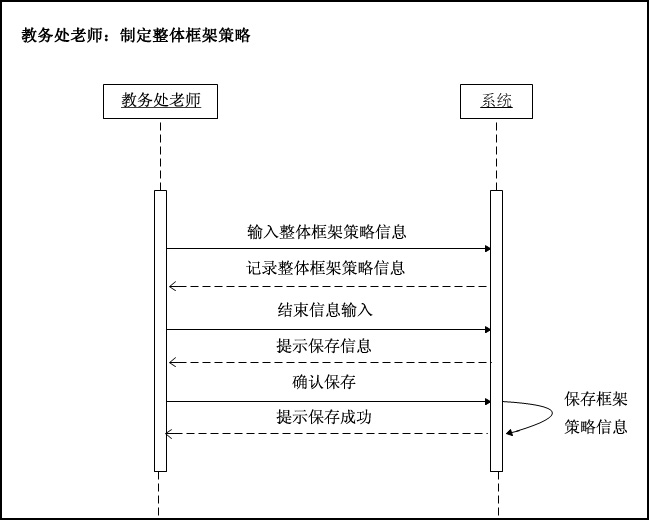 教务处老师：制定整体框架策略
教务处老师
系统
输入整体框架策略信息
记录整体框架策略信息
结束信息输入
提示保存信息
确认保存
提示保存成功
保存框架
策略信息